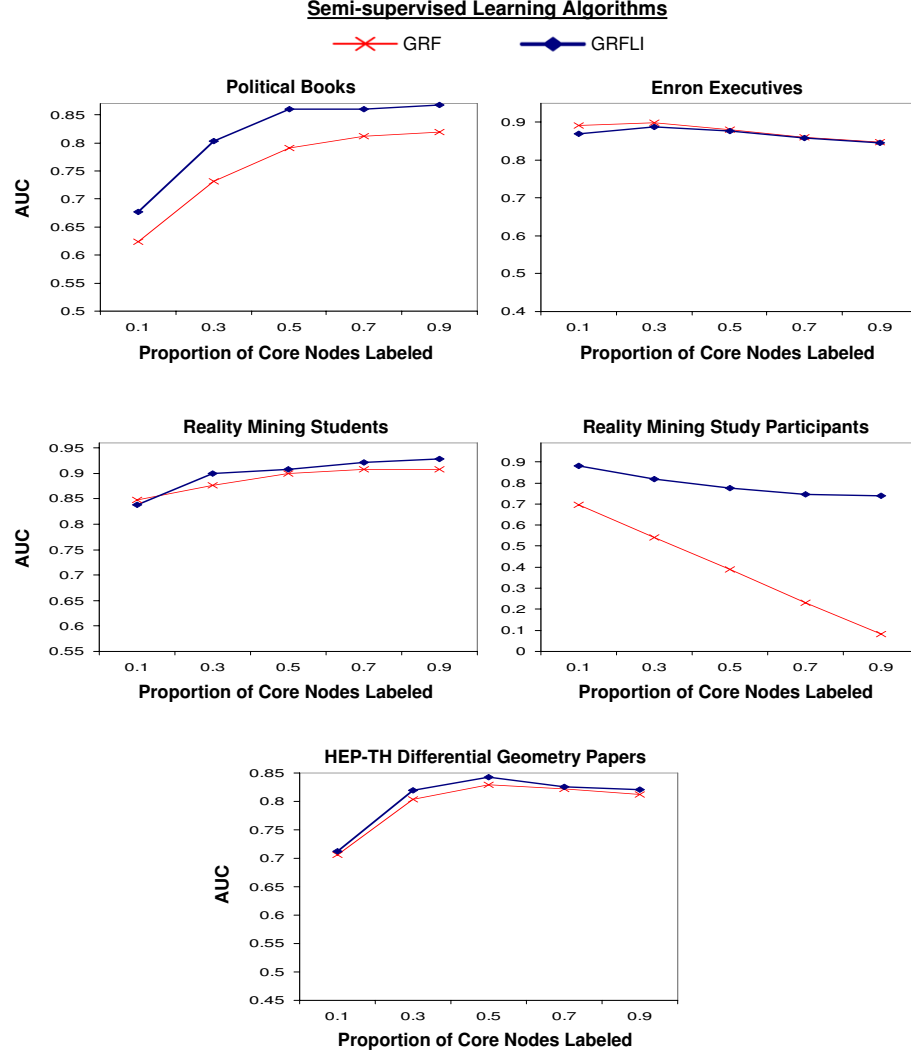 Semi-supervised Learning Algorithms
GRF GRFLI
Political Books
AUC
0.85
0.8
0.75
0.7
0.65
0.6
0.55
0.5
0.1 0.3 0.5 0.7 0.9
Proportion of Core Nodes Labeled
Enron Executives
0.9
0.8
0.7
0.6
0.5
0.4
0.1 0.3 0.5 0.7 0.9
Proportion of Core Nodes Labeled
Reality Mining Students
AUC
0.95
0.9
0.85
0.8
0.75
0.7
0.65
0.6
0.55
0.1 0.3 0.5 0.7 0.9
Proportion of Core Nodes Labeled
Reality Mining Study Participants
0.9
0.8
0.7
0.6
0.5
0.4
0.3
0.2
0.1
0
0.1 0.3 0.5 0.7 0.9
Proportion of Core Nodes Labeled
HEP-TH Differential Geometry Papers
AUC
0.85
0.8
0.75
0.7
0.65
0.6
0.55
0.5
0.45
0.1 0.3 0.5 0.7 0.9
Proportion of Core Nodes Labeled